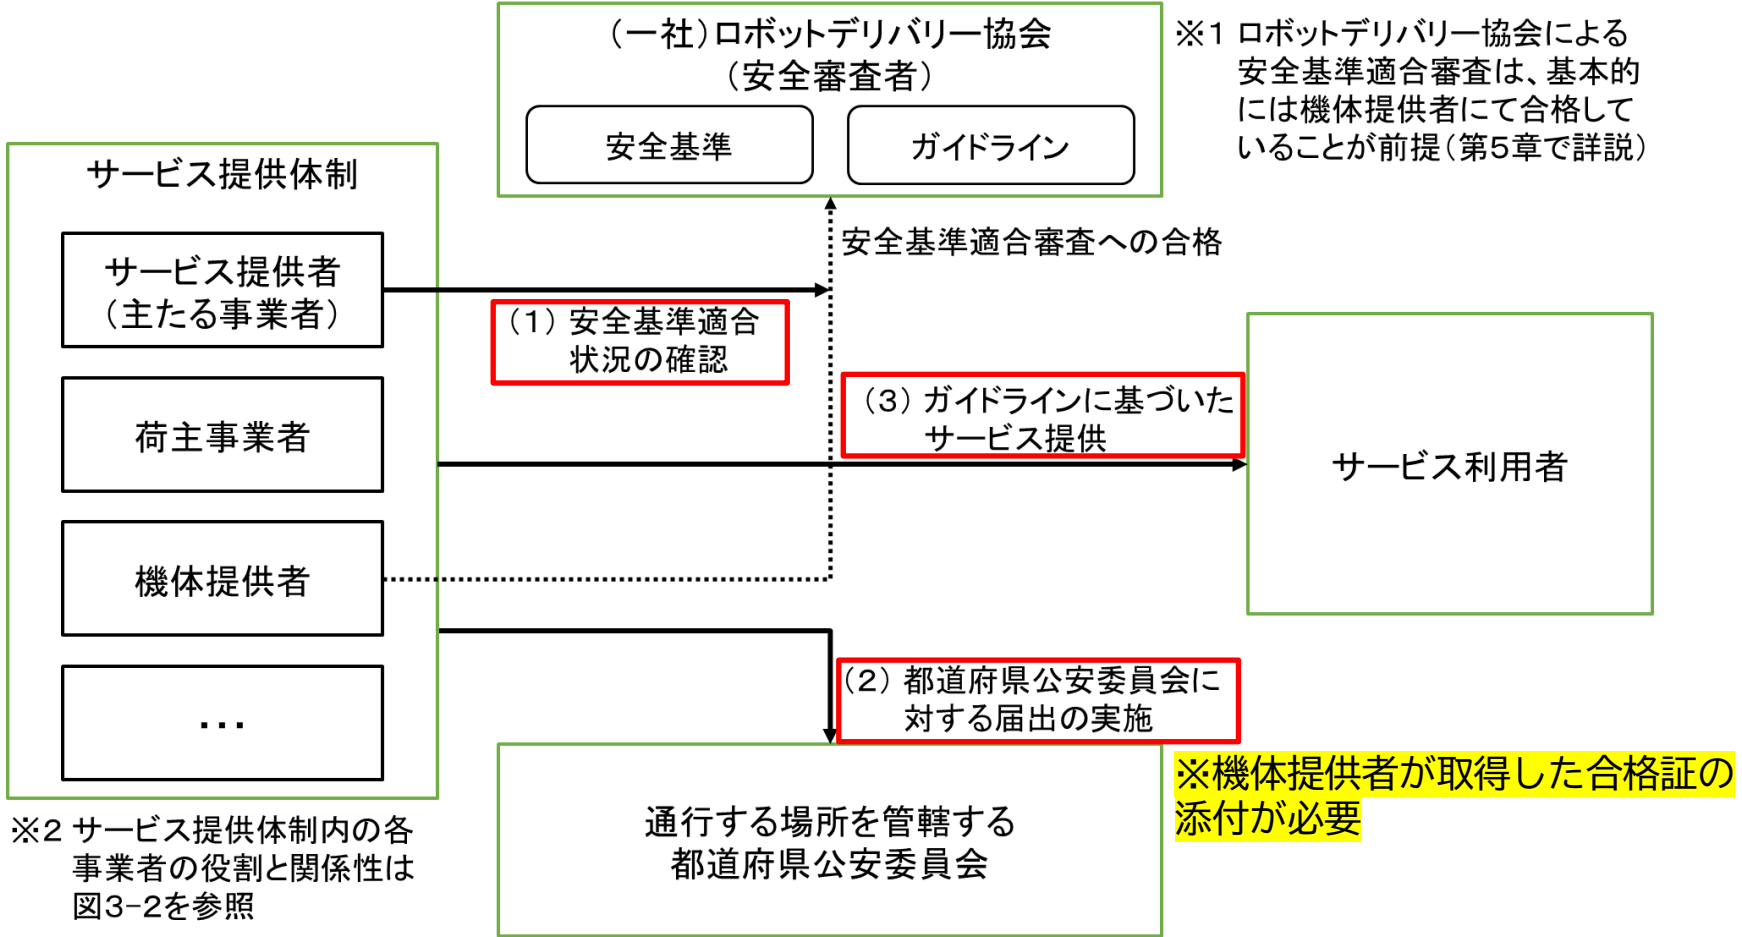 （一社）ロボットデリバリー協会
（安全審査者）
安全基準
ガイドライン
※１ ロボットデリバリー協会による
安全基準適合審査は、基本的
には機体提供者にて合格して
いることが前提（第５章で詳説）
サービス提供体制
サービス提供者
（主たる事業者）
荷主事業者
機体提供者
・・・
安全基準適合審査への合格
（１） 安全基準適合
状況の確認
（３） ガイドラインに基づいた
サービス提供
サービス利用者
（２） 都道府県公安委員会に
対する届出の実施
通行する場所を管轄する
都道府県公安委員会
※機体提供者が取得した合格証の
添付が必要
※２ サービス提供体制内の各
事業者の役割と関係性は
図３－２を参照